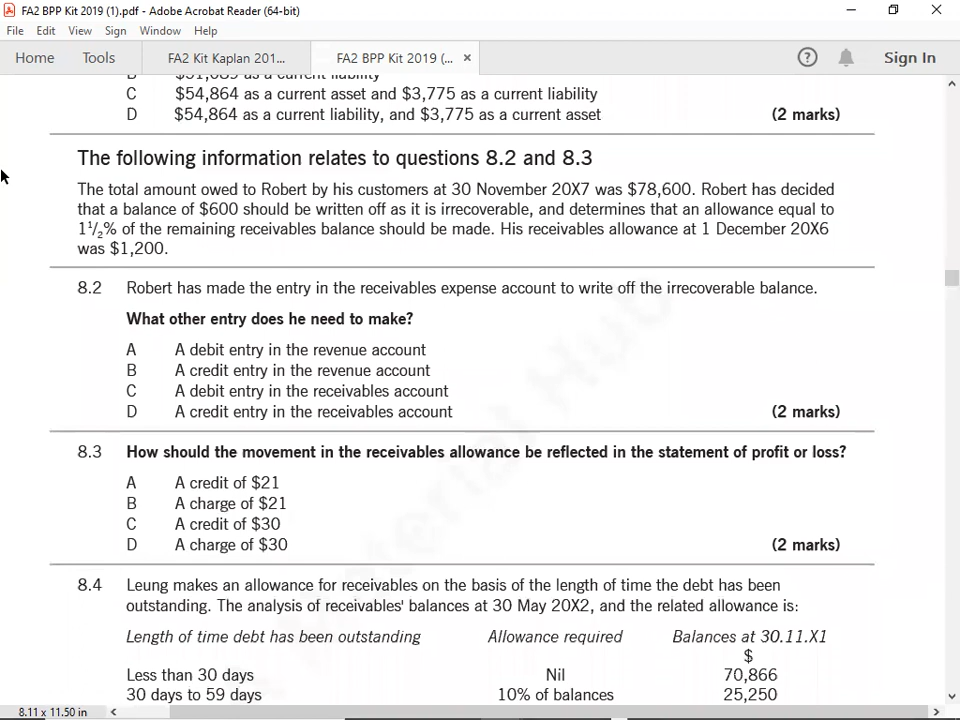 FA2 BPP Kit 2019 (1).pdf - Adobe Acrobat Reader (64-bit)
File Edit View Sign Window Help
Home Tools FA2 Kit Kaplan 201... FA2 BPP Kit 2019 (... × ? Sign In
C $54,864 as a current asset and $3,775 as a current liability
D $54,864 as a current liability, and $3,775 as a current asset (2 marks)
The following information relates to questions 8.2 and 8.3
The total amount owed to Robert by his customers at 30 November 20X7 was $78,600. Robert has decided
that a balance of $600 should be written off as it is irrecoverable, and determines that an allowance equal to
1¹/₂% of the remaining receivables balance should be made. His receivables allowance at 1 December 20X6
was $1,200.
8.2 Robert has made the entry in the receivables expense account to write off the irrecoverable balance.
What other entry does he need to make?
A A debit entry in the revenue account
B A credit entry in the revenue account
C A debit entry in the receivables account
D A credit entry in the receivables account (2 marks)
8.3 How should the movement in the receivables allowance be reflected in the statement of profit or loss?
A A credit of $21
B A charge of $21
C A credit of $30
D A charge of $30 (2 marks)
8.4 Leung makes an allowance for receivables on the basis of the length of time the debt has been
outstanding. The analysis of receivables' balances at 30 May 20X2, and the related allowance is:
Length of time debt has been outstanding Allowance required Balances at 30.11.X1
$
Less than 30 days Nil 70,866
30 days to 59 days 10% of balances 25,250
8.11 x 11.50 in